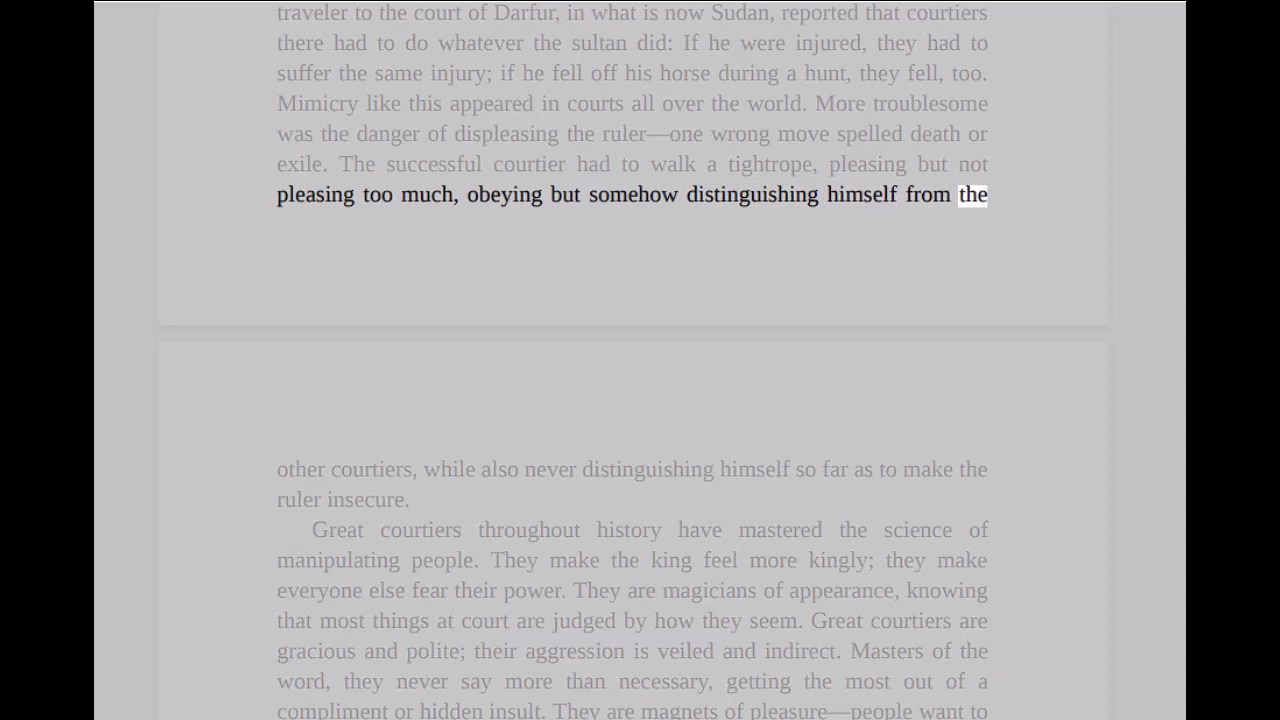 traveler to the court of Darfur, in what is now Sudan, reported that courtiers
there had to do whatever the sultan did: If he were injured, they had to
suffer the same injury; if he fell off his horse during a hunt, they fell, too.
Mimicry like this appeared in courts all over the world. More troublesome
was the danger of displeasing the ruler—one wrong move spelled death or
exile. The successful courtier had to walk a tightrope, pleasing but not
pleasing too much, obeying but somehow distinguishing himself from the
other courtiers, while also never distinguishing himself so far as to make the
ruler insecure.
Great courtiers throughout history have mastered the science of
manipulating people. They make the king feel more kingly; they make
everyone else fear their power. They are magicians of appearance, knowing
that most things at court are judged by how they seem. Great courtiers are
gracious and polite; their aggression is veiled and indirect. Masters of the
word, they never say more than necessary, getting the most out of a
compliment or hidden insult. They are magnets of pleasure—people want to